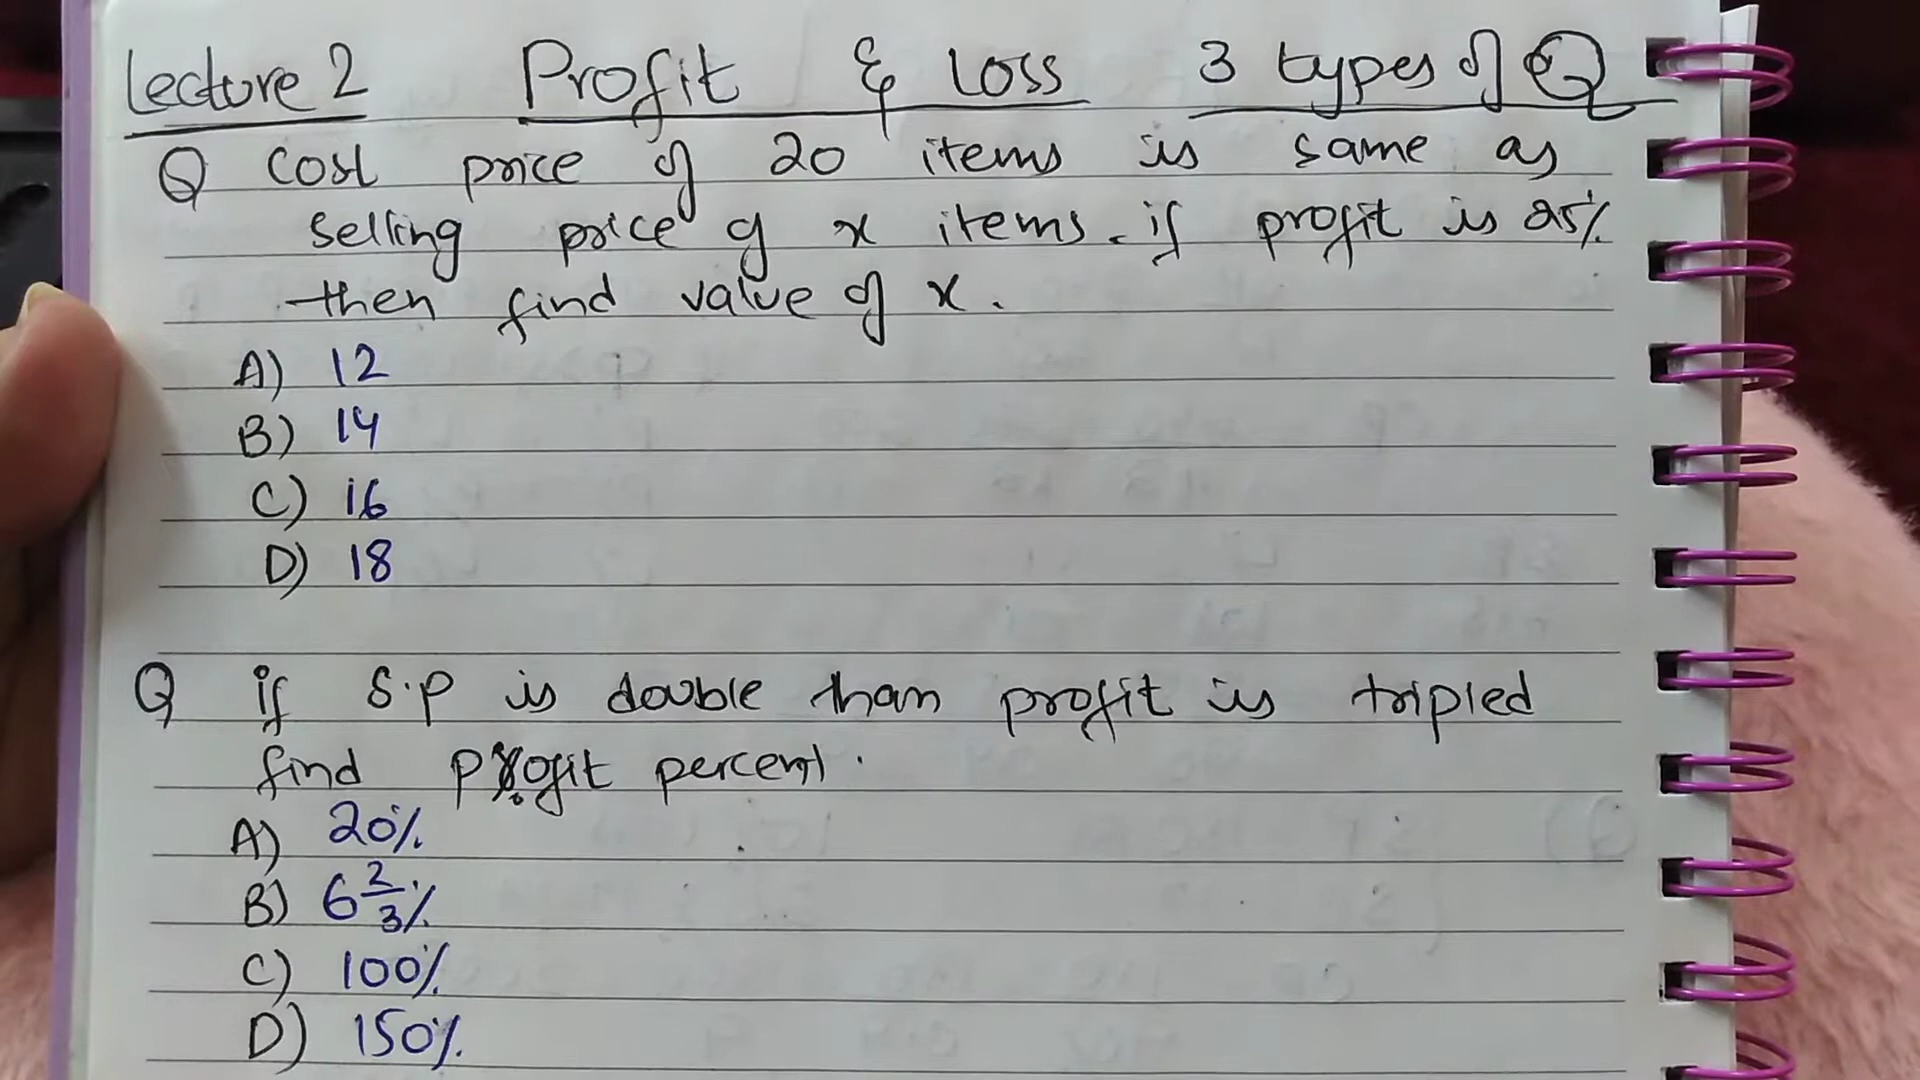 Lecture 2 Profit & Loss 3 types of Q
Q Cost price of 20 items is same as
selling price of x items. if profit is 25%
then find value of x.
A) 12
B) 14
C) 16
D) 18
Q if S.P is double than profit is tripled
find profit percent.
A) 20%
B) 6 2/3%
C) 100%
D) 150%